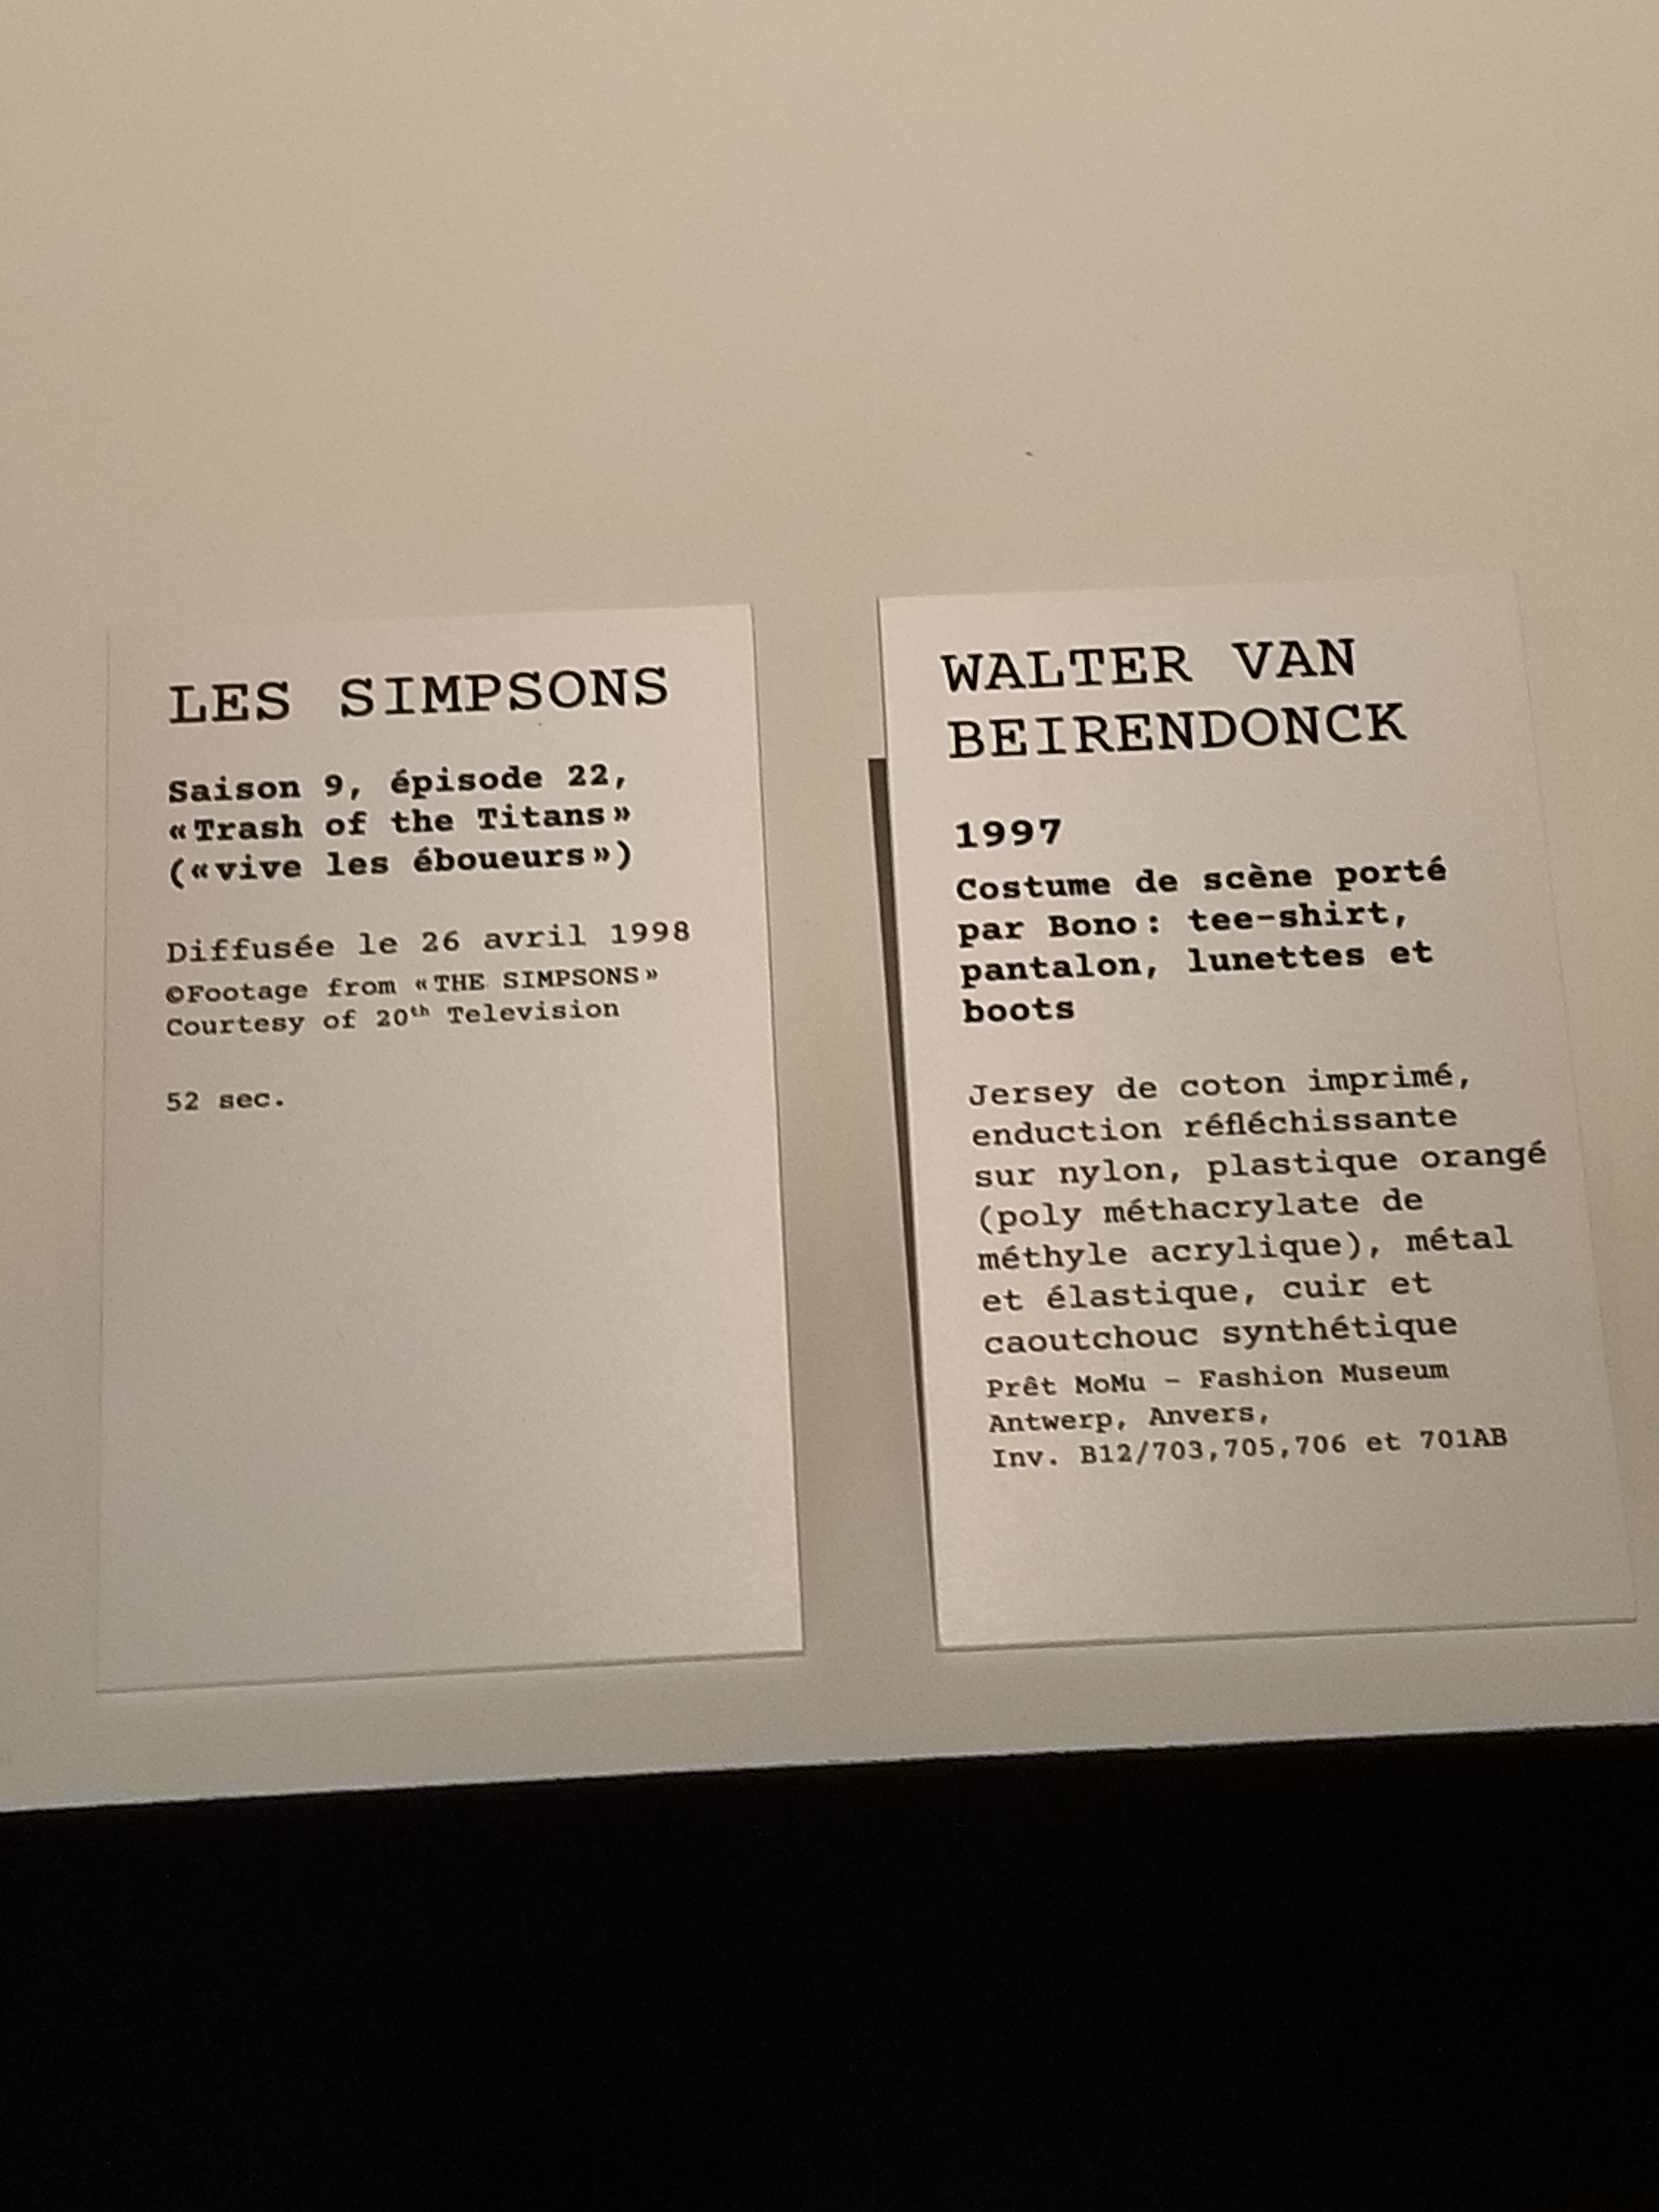 LES SIMPSONS
Saison 9, épisode 22,
«Trash of the Titans»
(«vive les éboueurs»)
Diffusée le 26 avril 1998
©Footage from «THE SIMPSONS»
Courtesy of 20th Television
52 sec.
WALTER VAN
BEIRENDONCK
1997
Costume de scène porté
par Bono: tee-shirt,
pantalon, lunettes et
boots
Jersey de coton imprimé,
enduction réfléchissante
sur nylon, plastique orangé
(poly méthacrylate de
méthyle acrylique), métal
et élastique, cuir et
caoutchouc synthétique
Prêt MoMu - Fashion Museum
Antwerp, Anvers,
Inv. B12/703,705,706 et 701AB